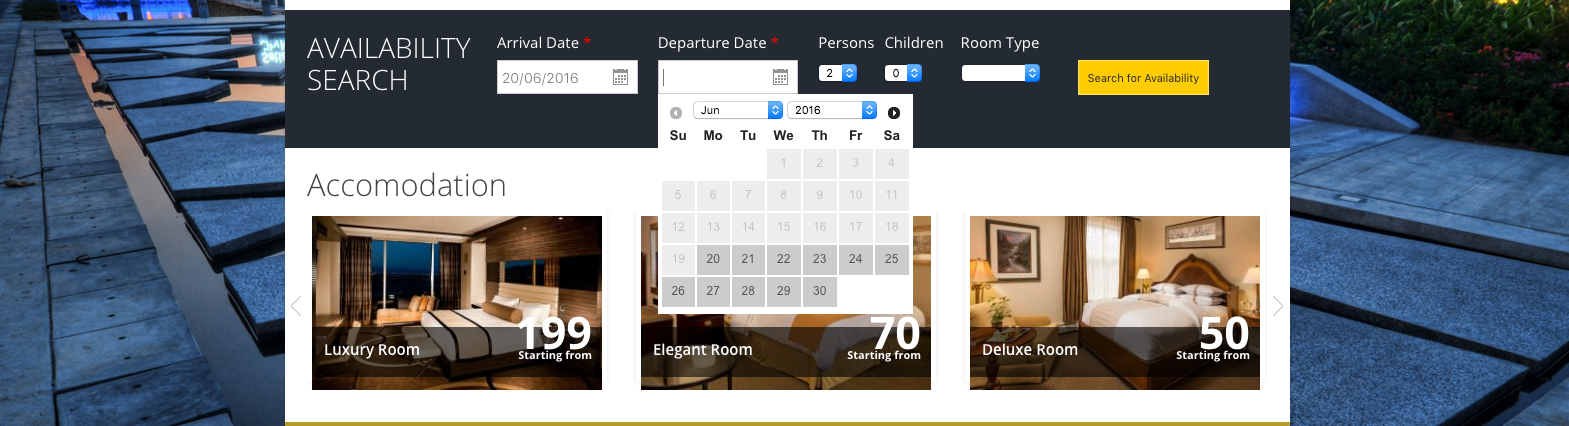 AVAILABILITY
SEARCH
Arrival Date *
Departure Date *
Persons
Children
Room Type
20/06/2016
2
0
Search for Availability
Jun
2016
Su Mo Tu We Th Fr Sa
1 2 3 4
5 6 7 8 9 10 11
12 13 14 15 16 17 18
19 20 21 22 23 24 25
26 27 28 29 30
Accomodation
199
Luxury Room
Starting from
70
Elegant Room
Starting from
50
Deluxe Room
Starting from